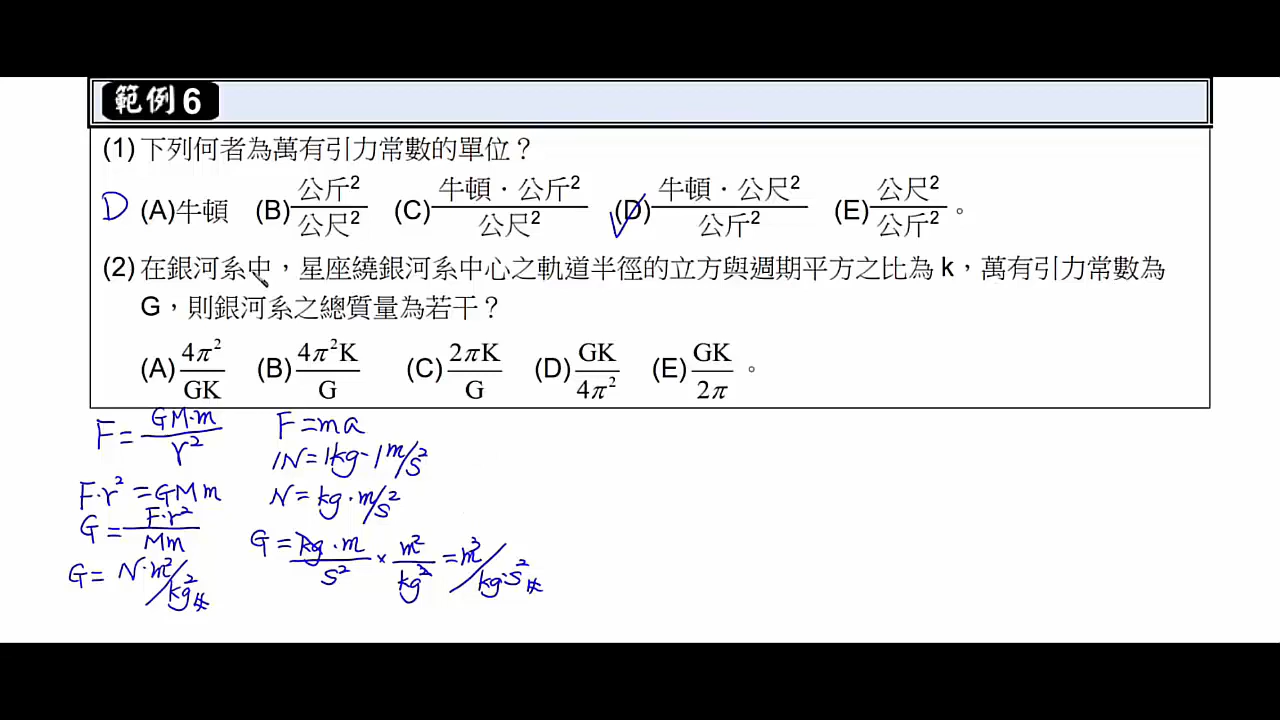 範例 6
(1) 下列何者為萬有引力常數的單位？
D (A)牛頓 (B) 公斤²/公尺² (C) 牛頓．公斤²/公尺² (D) 牛頓．公尺²/公斤² (E) 公尺²/公斤² 。
(2) 在銀河系中，星座繞銀河系中心之軌道半徑的立方與週期平方之比為 k，萬有引力常數為
G，則銀河系之總質量為若干？
(A) 4π²/GK (B) 4π²K/G (C) 2πK/G (D) GK/4π² (E) GK/2π 。
F = GM·m/r²
F·r² = GMm
G = F·r²/Mm
G = N·m²/kg²
F = ma
1N = 1kg · 1m/s²
N = kg · m/s²
G = kg·m/s² × m²/kg² = m³/kg·s²